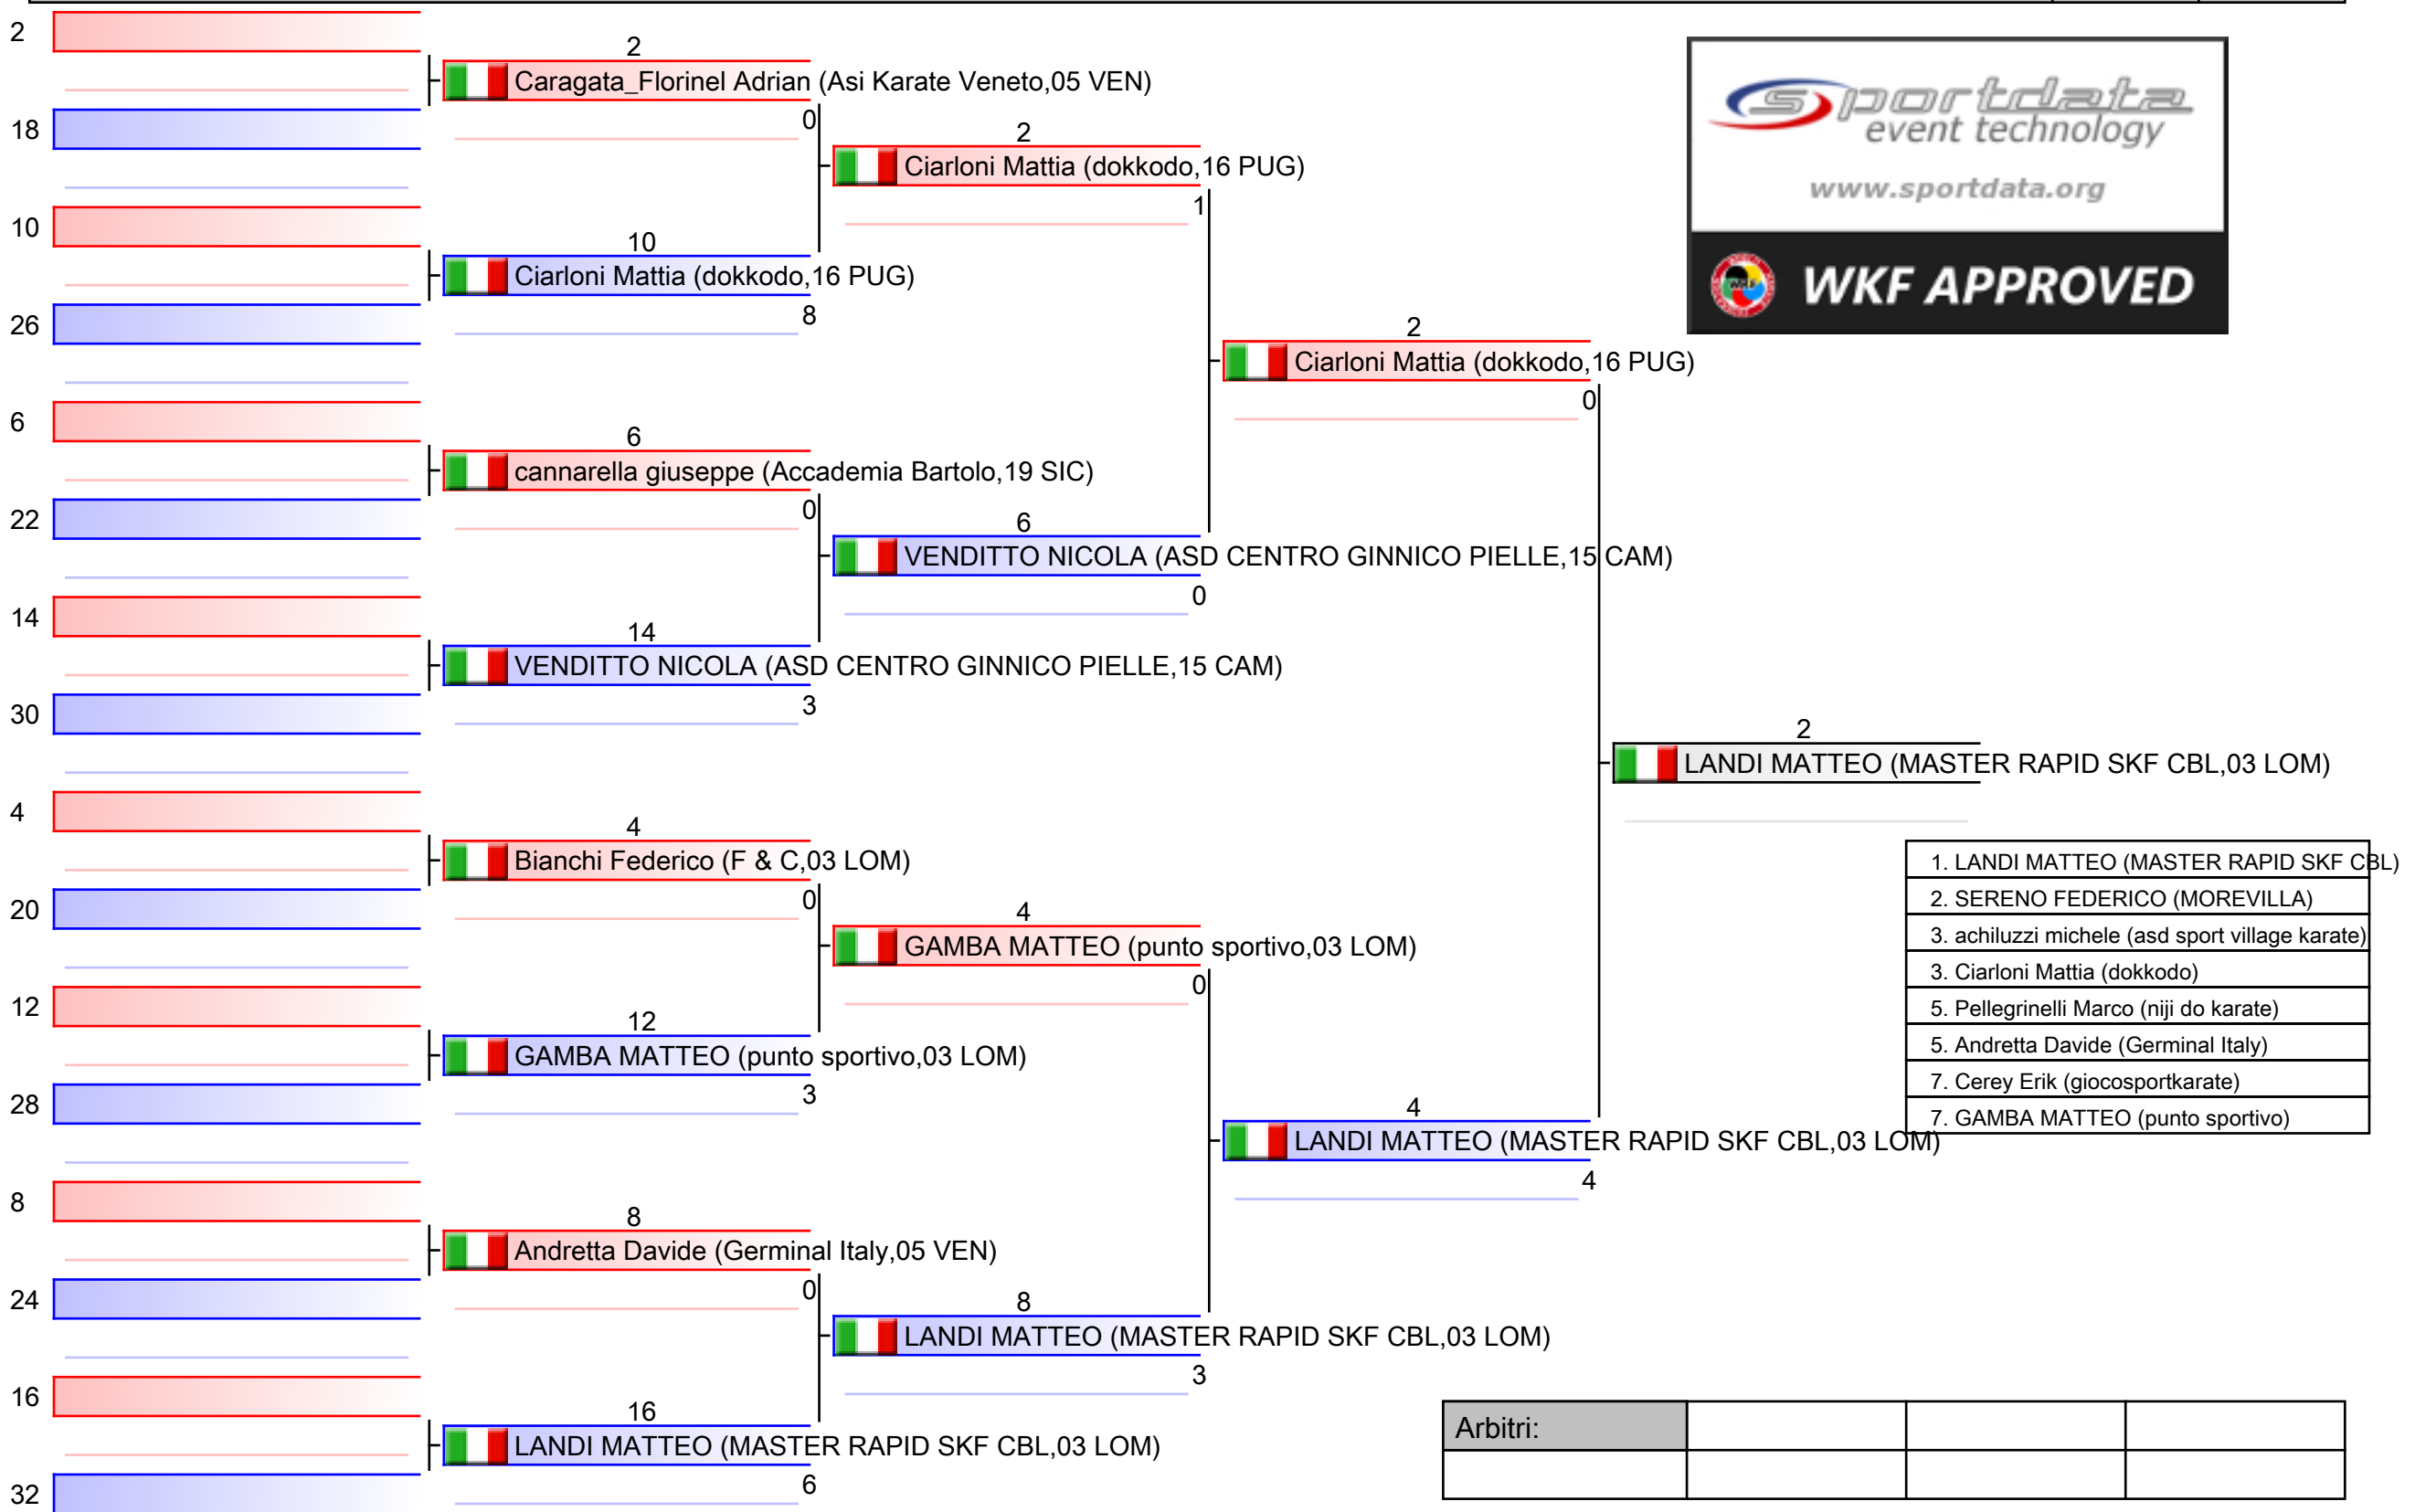 2
18
10
26
6
22
14
30
4
20
12
28
8
24
16
32
2
Caragata_Florinel Adrian (Asi Karate Veneto,05 VEN)
0
10
Ciarloni Mattia (dokkodo,16 PUG)
8
6
cannarella giuseppe (Accademia Bartolo,19 SIC)
0
14
VENDITTO NICOLA (ASD CENTRO GINNICO PIELLE,15 CAM)
3
4
Bianchi Federico (F & C,03 LOM)
0
12
GAMBA MATTEO (punto sportivo,03 LOM)
3
8
Andretta Davide (Germinal Italy,05 VEN)
0
16
LANDI MATTEO (MASTER RAPID SKF CBL,03 LOM)
6
2
Ciarloni Mattia (dokkodo,16 PUG)
1
6
VENDITTO NICOLA (ASD CENTRO GINNICO PIELLE,15 CAM)
0
4
GAMBA MATTEO (punto sportivo,03 LOM)
0
8
LANDI MATTEO (MASTER RAPID SKF CBL,03 LOM)
3
2
Ciarloni Mattia (dokkodo,16 PUG)
0
4
LANDI MATTEO (MASTER RAPID SKF CBL,03 LOM)
4
2
LANDI MATTEO (MASTER RAPID SKF CBL,03 LOM)
sportdata
event technology
www.sportdata.org
WKF APPROVED
1. LANDI MATTEO (MASTER RAPID SKF CBL)
2. SERENO FEDERICO (MOREVILLA)
3. achiluzzi michele (asd sport village karate)
3. Ciarloni Mattia (dokkodo)
5. Pellegrinelli Marco (niji do karate)
5. Andretta Davide (Germinal Italy)
7. Cerey Erik (giocosportkarate)
7. GAMBA MATTEO (punto sportivo)
Arbitri: